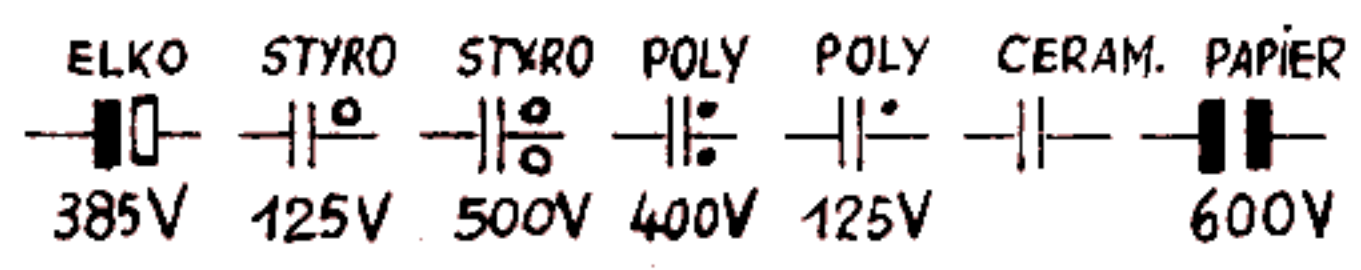 ELKO STYRO STYRO POLY POLY CERAM. PAPiER
385V 125V 500V 400V 125V 600V